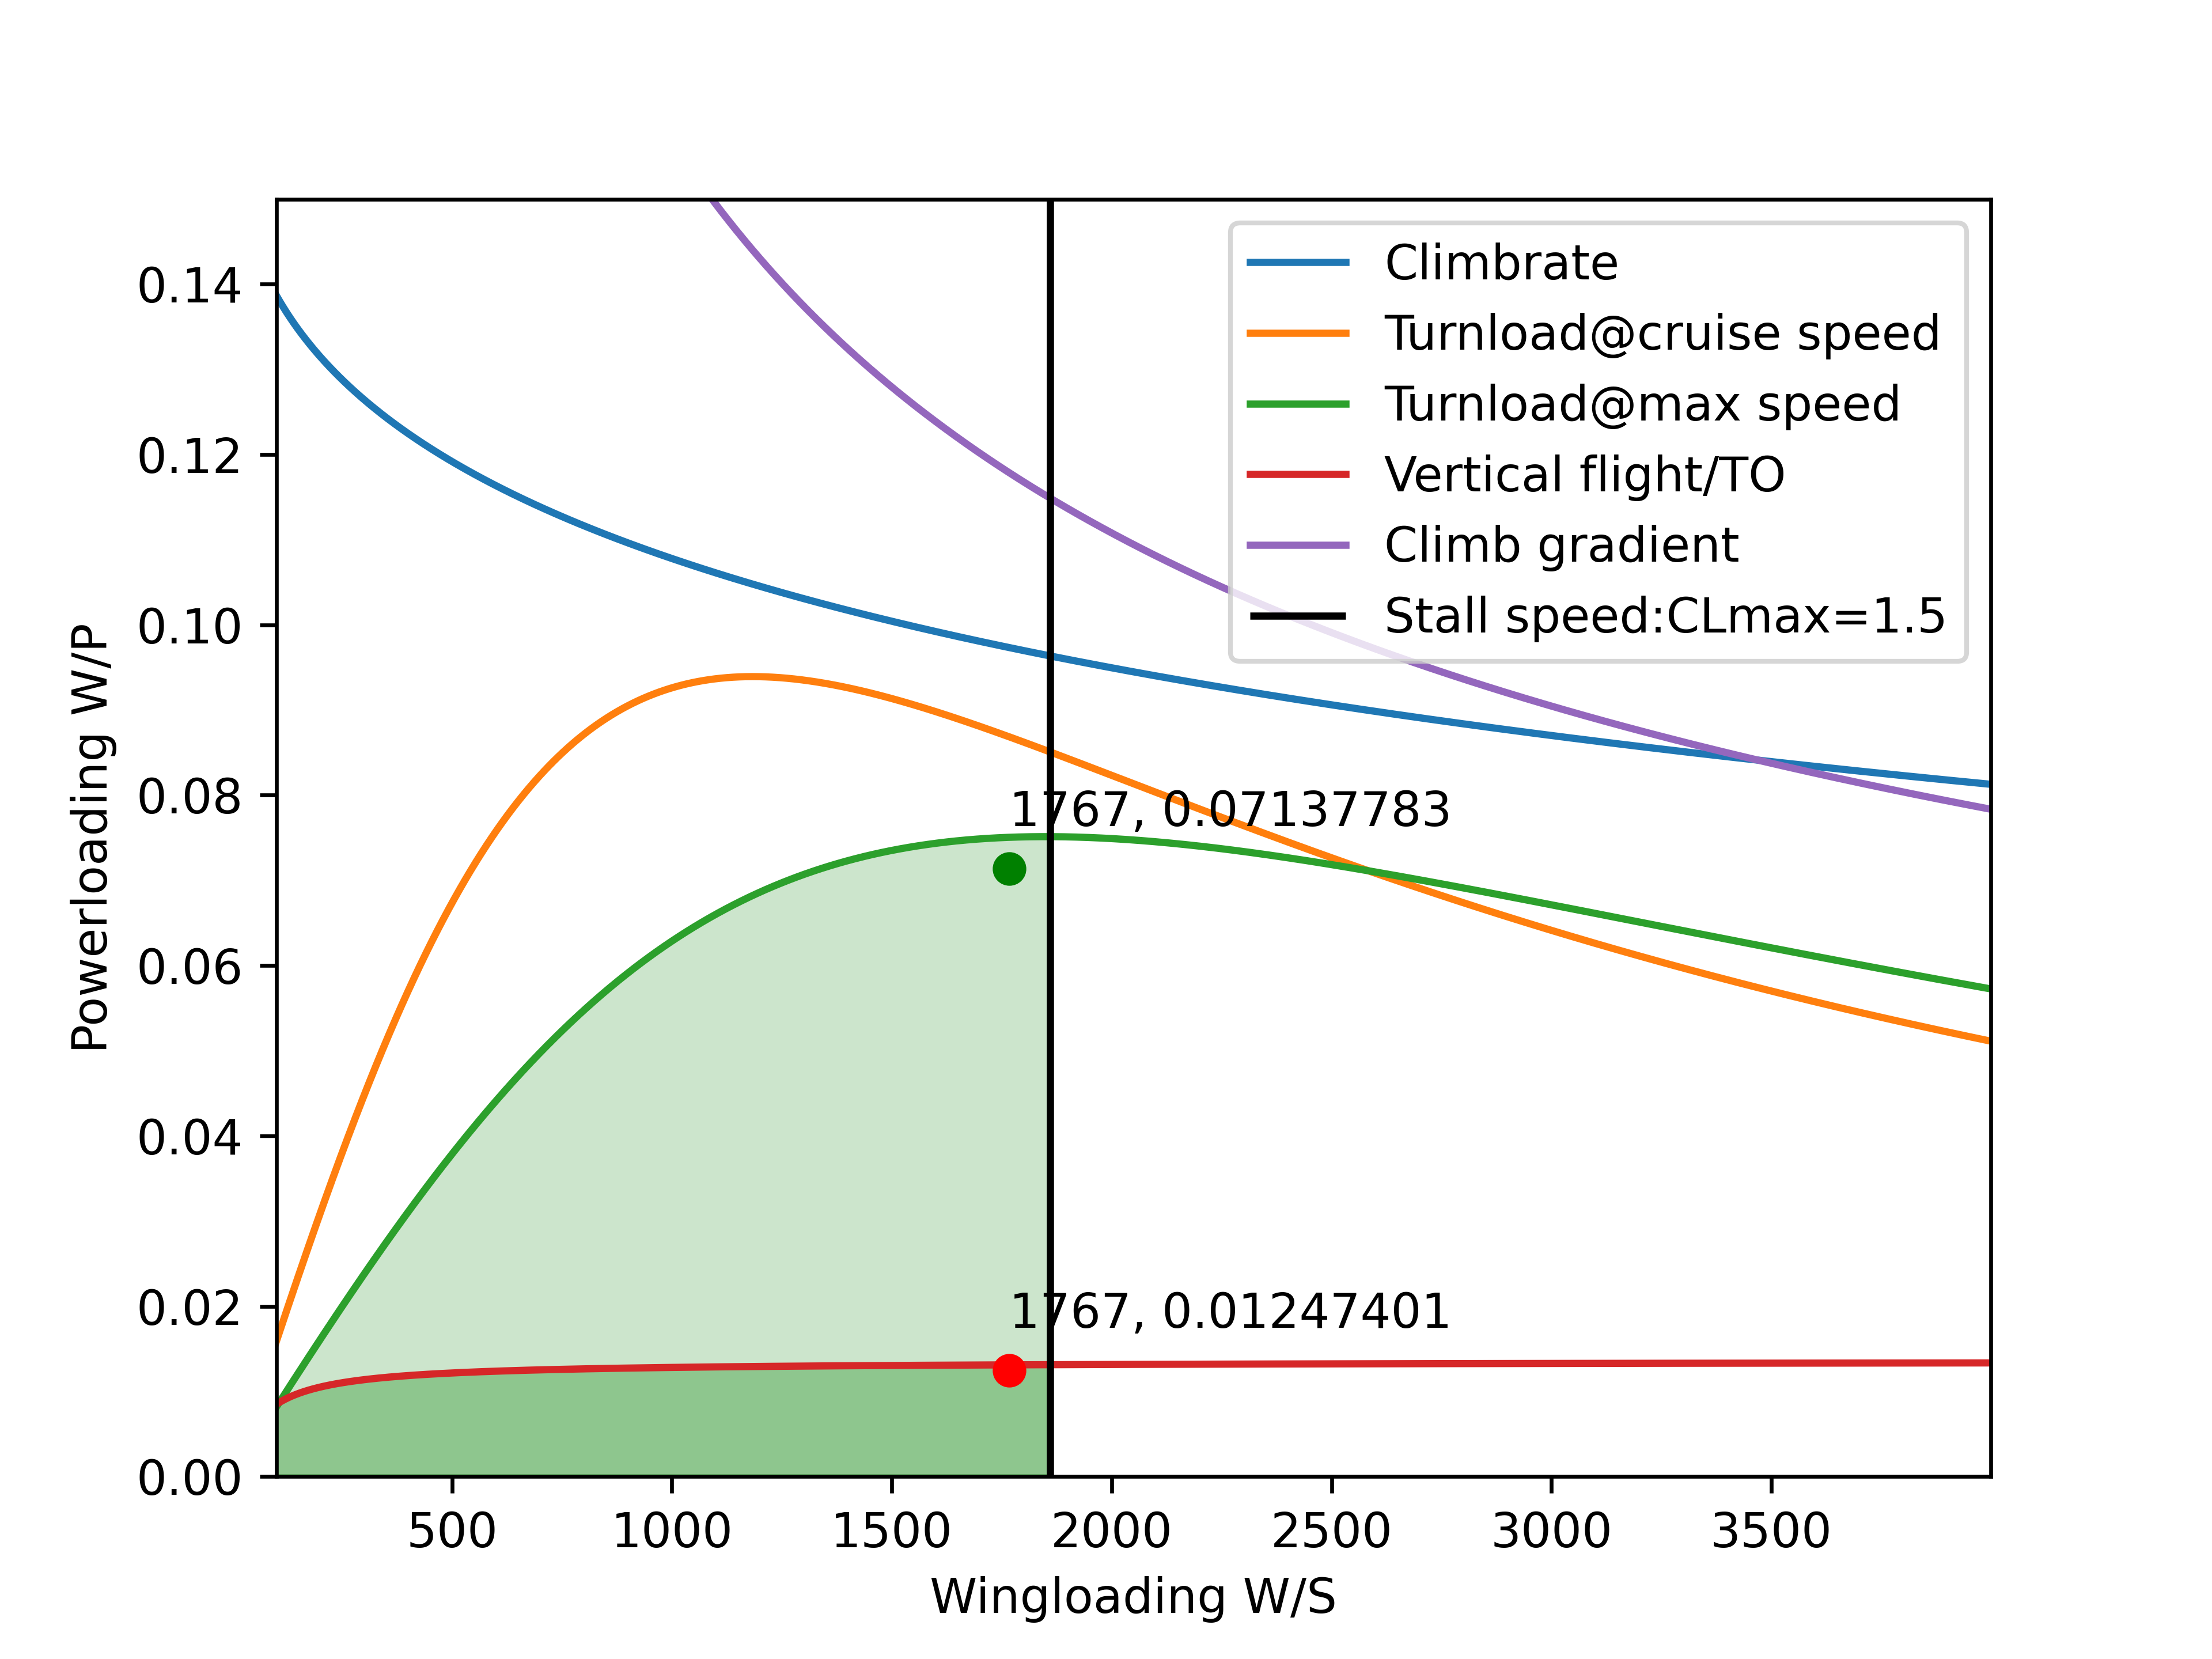 Climbrate
Turnload@cruise speed
Turnload@max speed
Vertical flight/TO
Climb gradient
Stall speed:CLmax=1.5
0.14
0.12
0.10
0.08
0.06
0.04
0.02
0.00
Powerloading W/P
1767, 0.07137783
1767, 0.01247401
500
1000
1500
2000
2500
3000
3500
Wingloading W/S